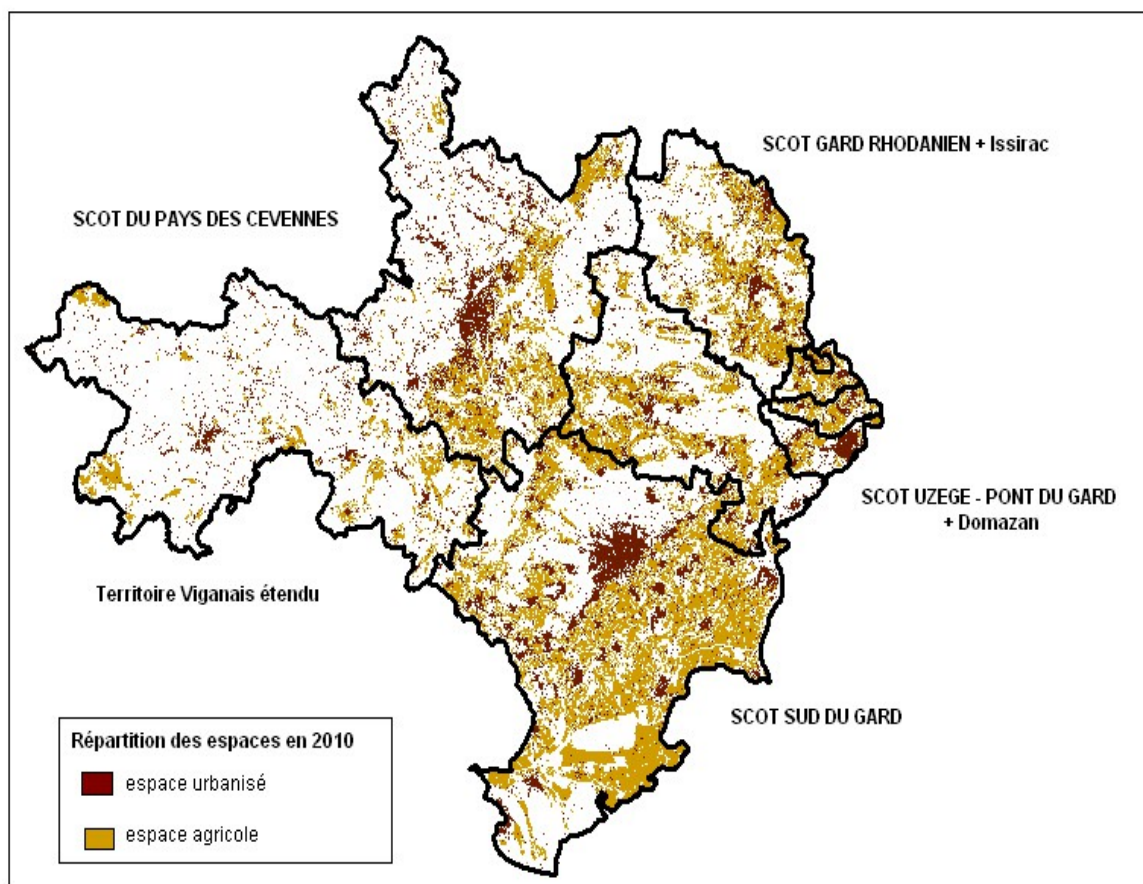 SCOT GARD RHODANIEN + Issirac
SCOT DU PAYS DES CEVENNES
SCOT UZEGE - PONT DU GARD
+ Domazan
Territoire Viganais étendu
SCOT SUD DU GARD
Répartition des espaces en 2010
espace urbanisé
espace agricole